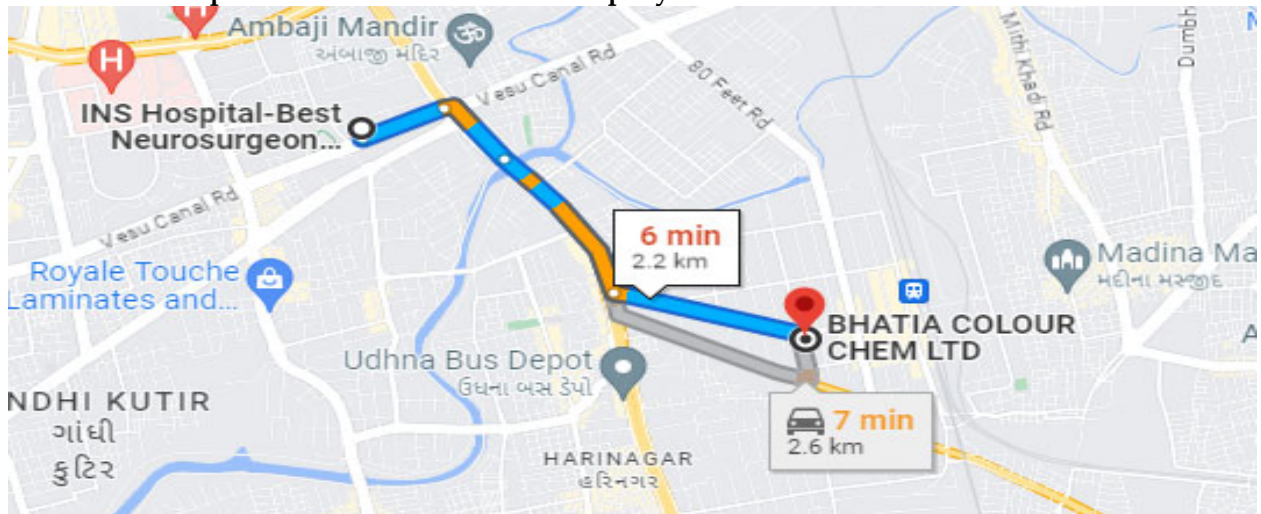 Ambaji Mandir
અંબાજી મંદિર
H
Vesu Canal Rd
80 Feet Rd
Mithi Khadi Rd
INS Hospital-Best
Neurosurgeon...
Vesu Canal Rd
6 min
2.2 km
Royale Touche
Laminates and...
Madina Ma
મદીના મસ્જીદ
BHATIA COLOUR
CHEM LTD
Udhna Bus Depot
ઉધના બસ ડેપો
7 min
2.6 km
NDHI KUTIR
ગાંધી
કુટિર
HARINAGAR
હરિનગર